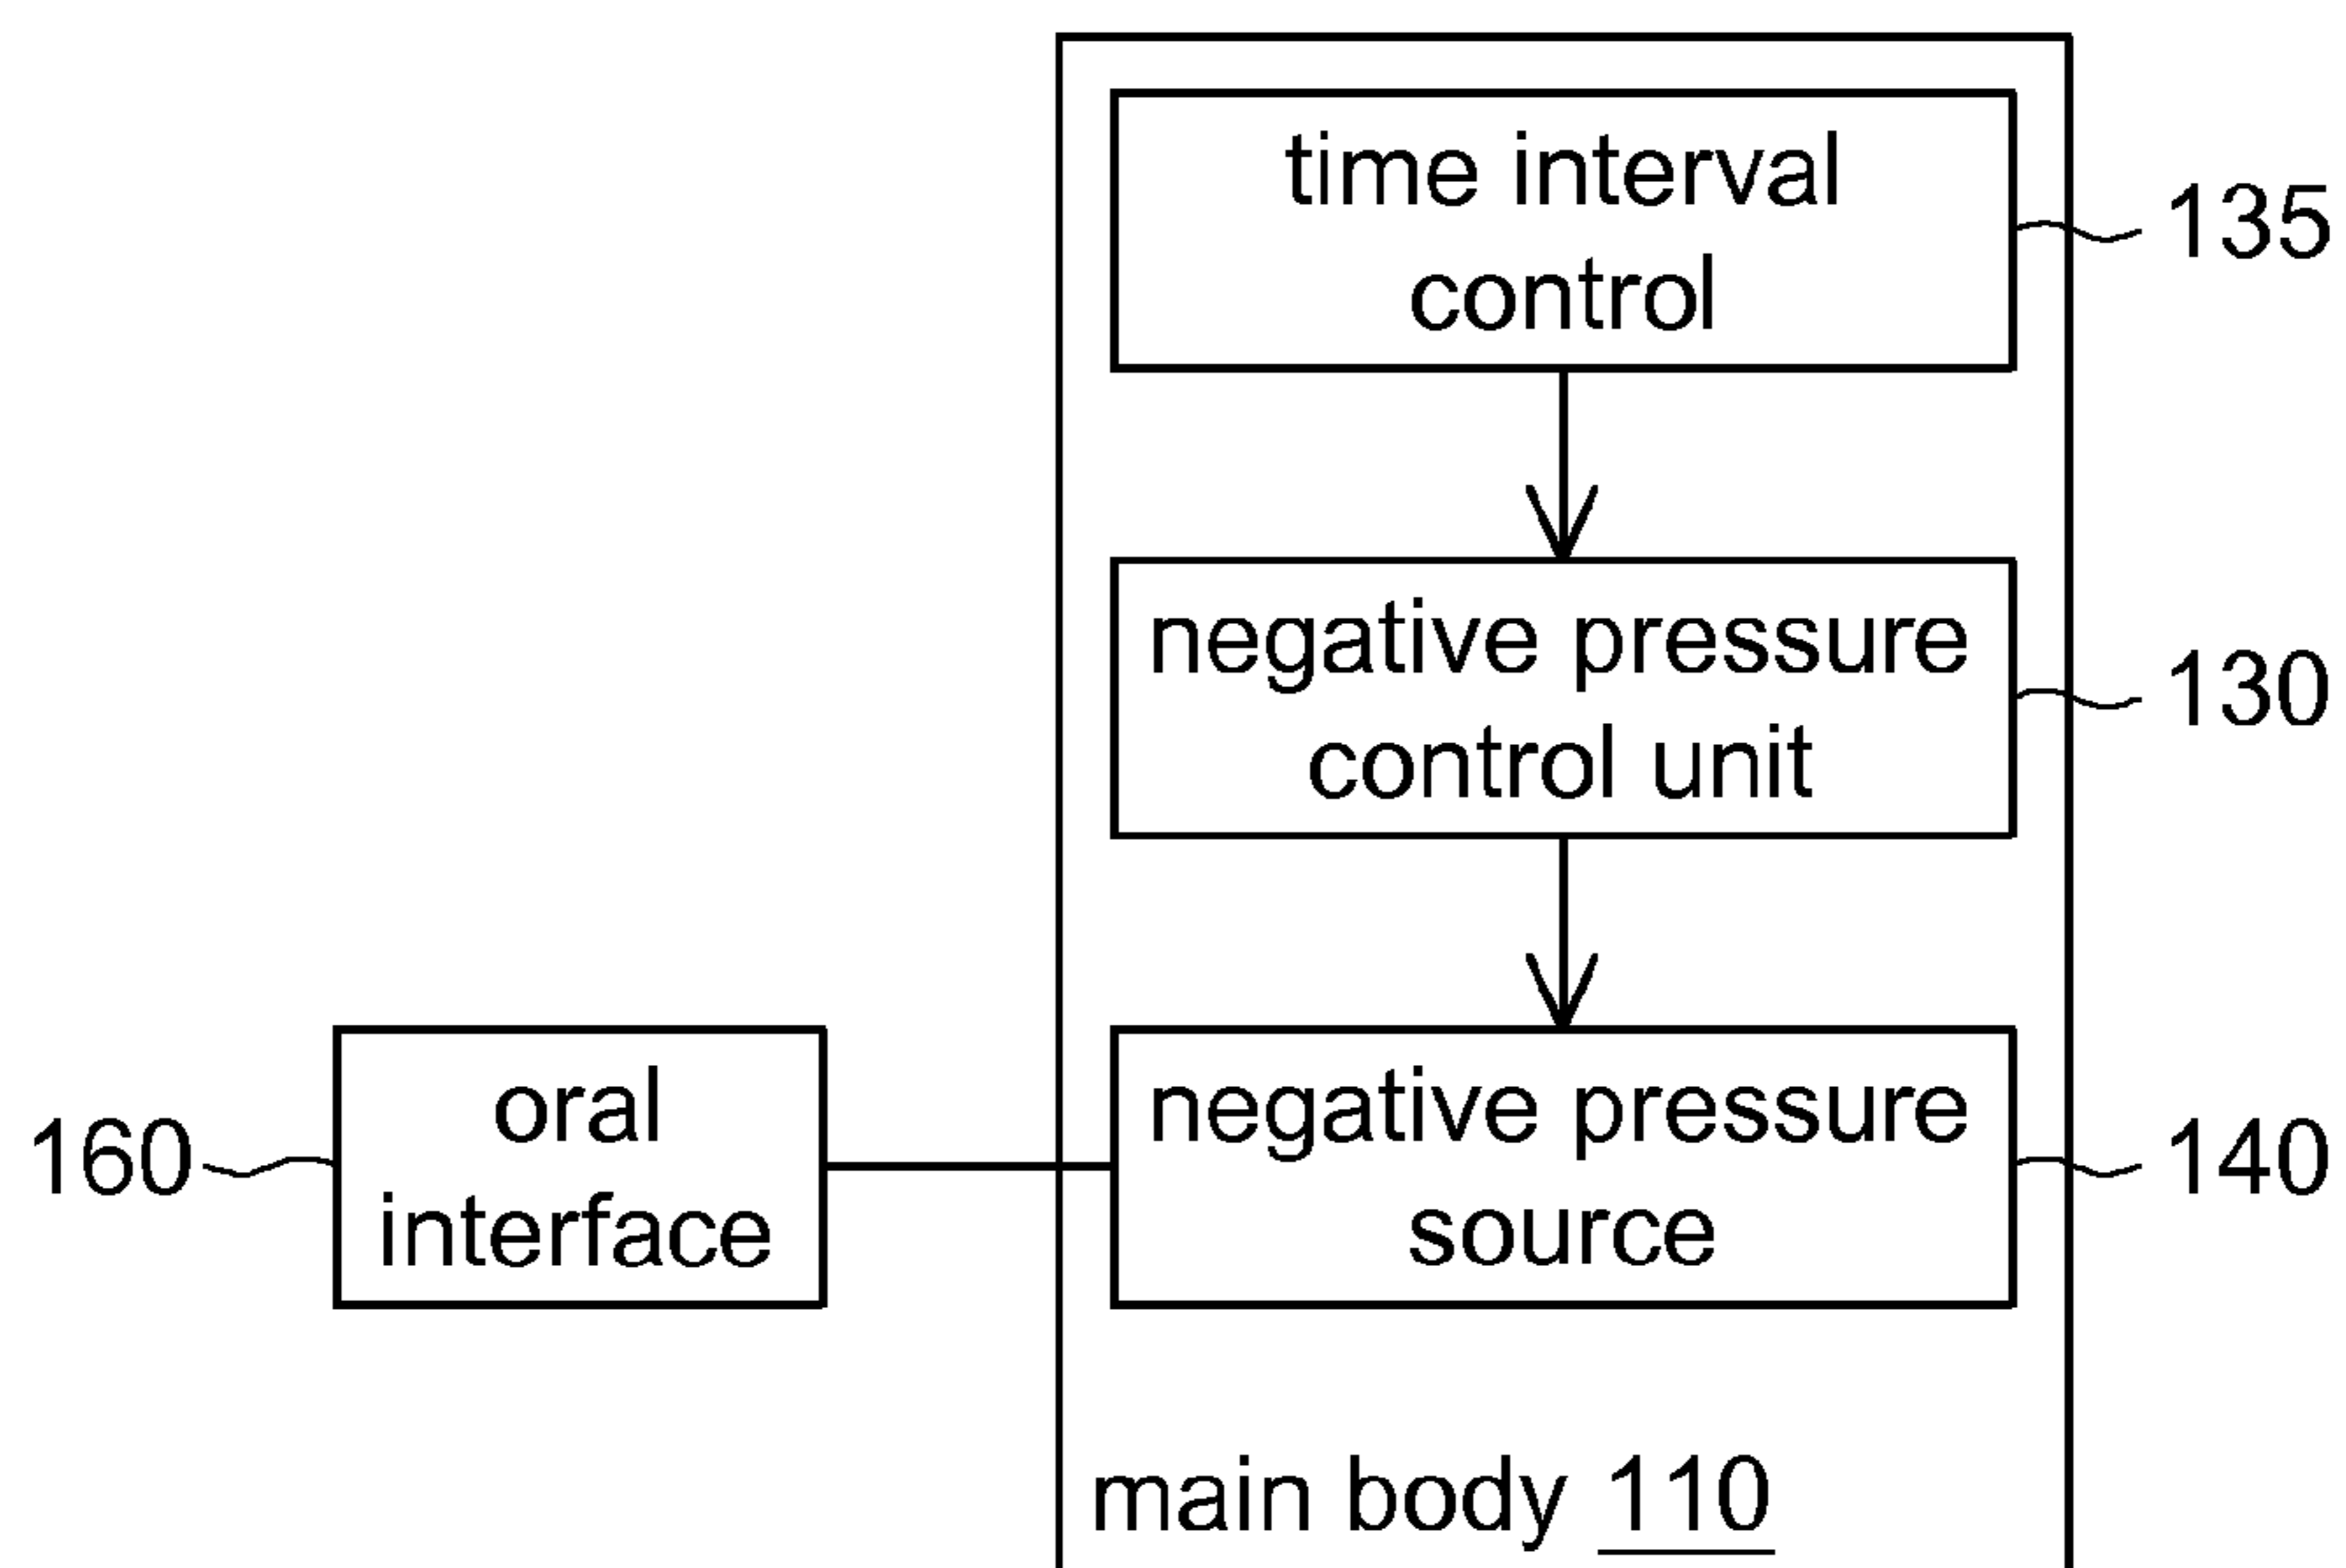 time interval
control
135
negative pressure
control unit
130
oral
interface
160
negative pressure
source
140
main body 110